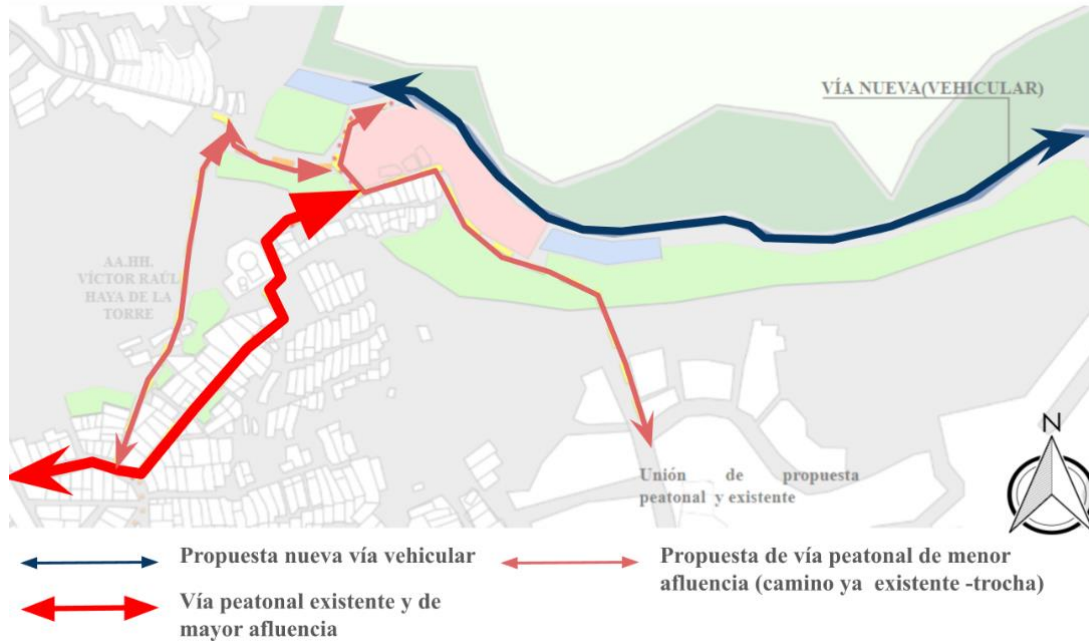 VÍA NUEVA(VEHICULAR)
AA.HH.
VÍCTOR RAÚL
HAYA DE LA
TORRE
Unión de propuesta
peatonal y existente
N
Propuesta nueva vía vehicular
Vía peatonal existente y de
mayor afluencia
Propuesta de vía peatonal de menor
afluencia (camino ya existente -trocha)